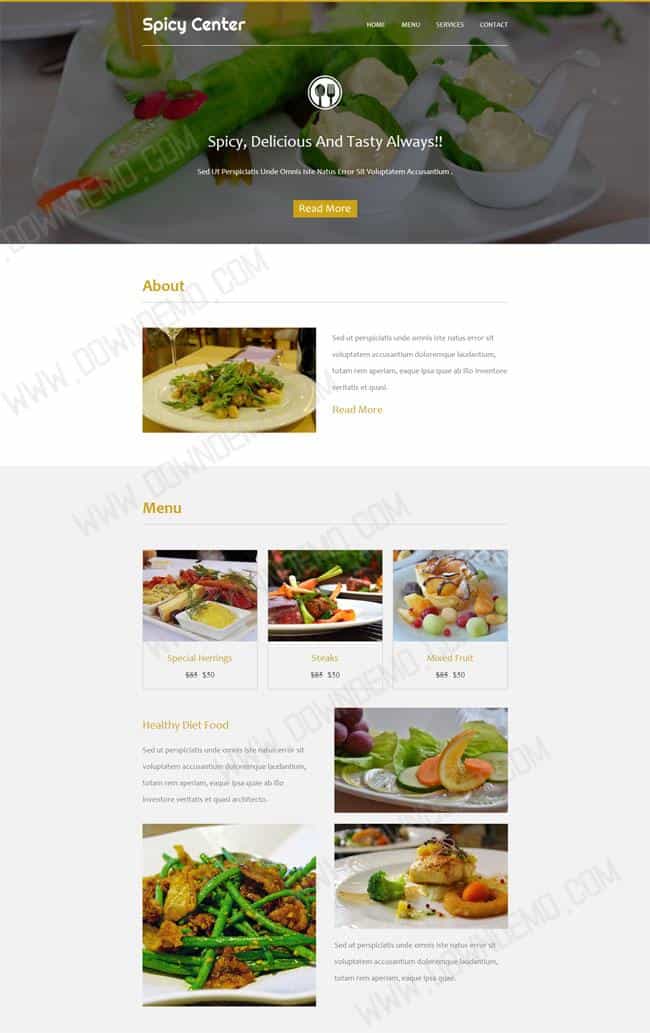 Spicy Center
HOME MENU SERVICES CONTACT
Spicy, Delicious And Tasty Always!!
Sed Ut Perspiciatis Unde Omnis Iste Natus Error Sit Voluptatem Accusantium .
Read More
About
Sed ut perspiciatis unde omnis iste natus error sit
voluptatem accusantium doloremque laudantium,
totam rem aperiam, eaque ipsa quae ab illo inventore
veritatis et quasi.
Read More
Menu
Special Herrings
$85 $30
Steaks
$85 $30
Mixed Fruit
$85 $30
Healthy Diet Food
Sed ut perspiciatis unde omnis iste natus error sit
voluptatem accusantium doloremque laudantium,
totam rem aperiam, eaque ipsa quae ab illo
inventore veritatis et quasi architecto.
Sed ut perspiciatis unde omnis iste natus error sit
voluptatem accusantium doloremque laudantium,
totam rem aperiam, eaque ipsa quae.
WWW.DOWNDEMO.COM